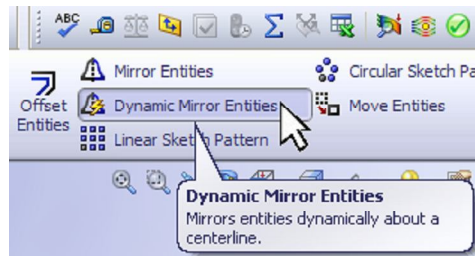 ABC
Mirror Entities
Circular Sketch Pa
Offset
Entities
Dynamic Mirror Entities
Move Entities
Linear Sketch Pattern
Dynamic Mirror Entities
Mirrors entities dynamically about a
centerline.